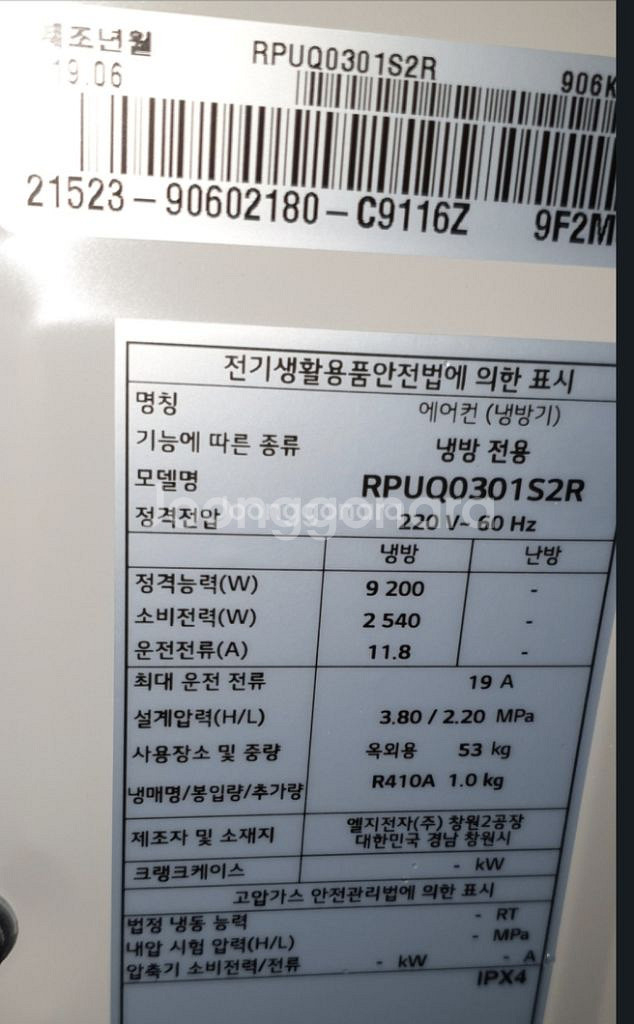 제조년월 RPUQ0301S2R
19.06 906K
21523-90602180-C9116Z 9F2M
전기생활용품안전법에 의한 표시
명칭 에어컨 (냉방기)
기능에 따른 종류 냉방 전용
모델명 RPUQ0301S2R
joonggonara
정격전압 220 V~ 60 Hz
냉방 난방
정격능력(W) 9 200 -
소비전력(W) 2 540 -
운전전류(A) 11.8 -
최대 운전 전류 19 A
설계압력(H/L) 3.80 / 2.20 MPa
사용장소 및 중량 옥외용 53 kg
냉매명/봉입량/추가량 R410A 1.0 kg
제조자 및 소재지 엘지전자(주) 창원2공장
대한민국 경남 창원시
크랭크케이스 - kW
고압가스 안전관리법에 의한 표시
법정 냉동 능력 - RT
내압 시험 압력(H/L) - MPa
압축기 소비전력/전류 - kW - A
IPX4